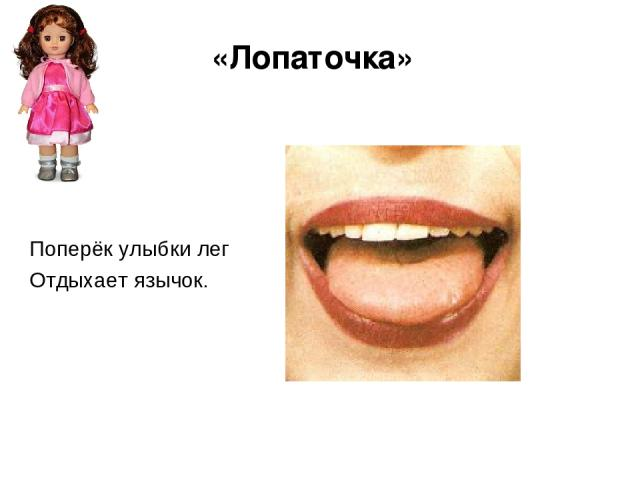 «Лопаточка»
Поперёк улыбки лег
Отдыхает язычок.